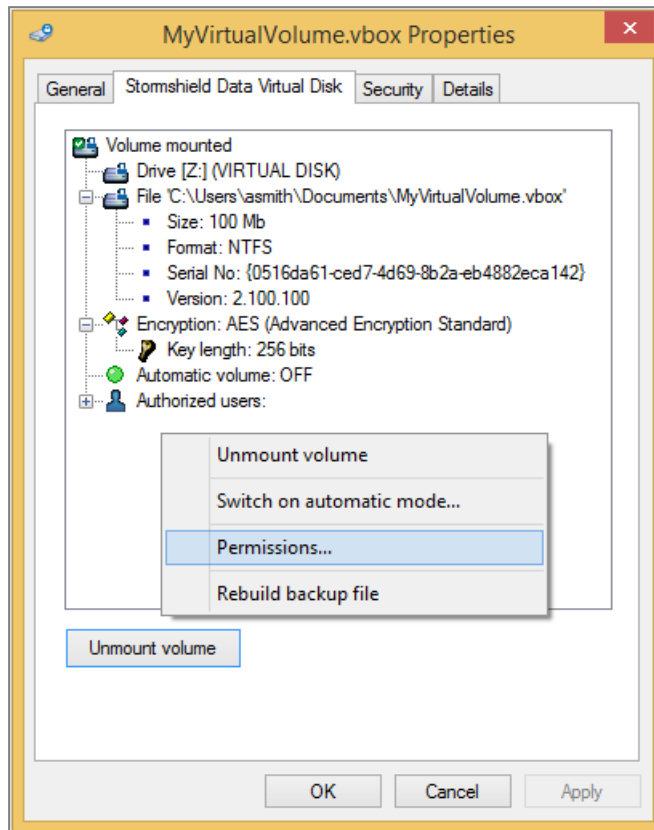 MyVirtualVolume.vbox Properties
General Stormshield Data Virtual Disk Security Details
Volume mounted
Drive [Z:] (VIRTUAL DISK)
File 'C:\Users\asmith\Documents\MyVirtualVolume.vbox'
Size: 100 Mb
Format: NTFS
Serial No: {0516da61-ced7-4d69-8b2a-eb4882eca142}
Version: 2.100.100
Encryption: AES (Advanced Encryption Standard)
Key length: 256 bits
Automatic volume: OFF
Authorized users:
Unmount volume
Switch on automatic mode...
Permissions...
Rebuild backup file
Unmount volume
OK Cancel Apply